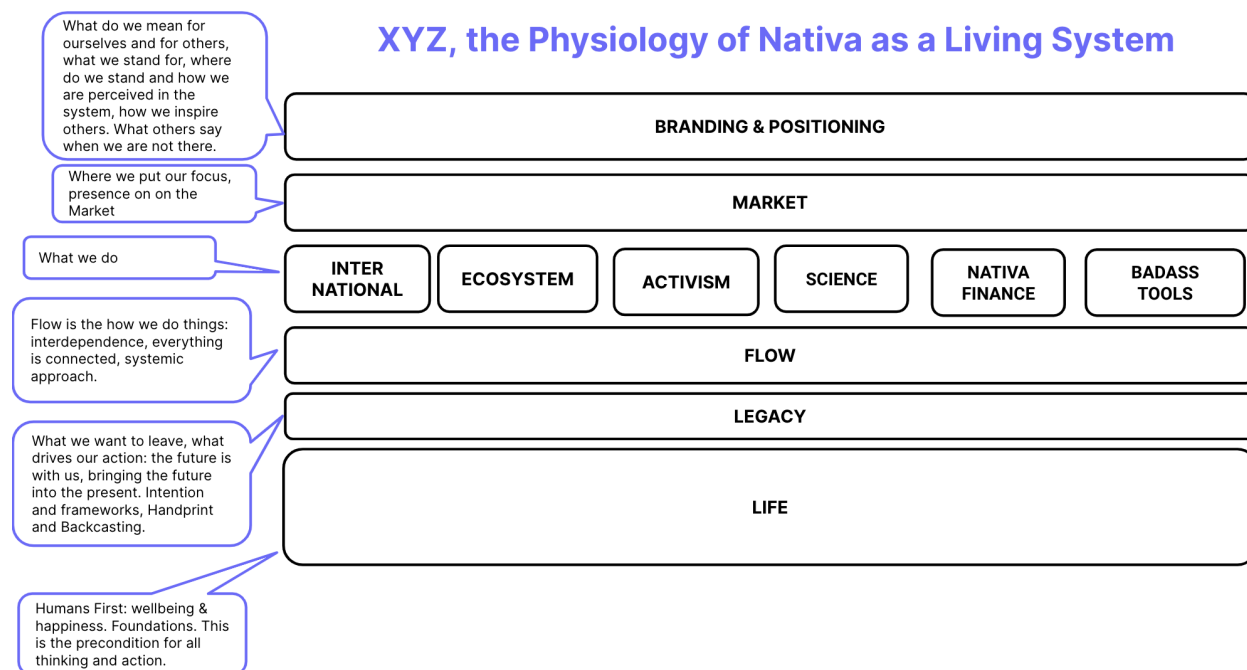 XYZ, the Physiology of Nativa as a Living System
What do we mean for
ourselves and for others,
what we stand for, where
do we stand and how we
are perceived in the
system, how we inspire
others. What others say
when we are not there.
BRANDING & POSITIONING
Where we put our focus,
presence on on the
Market
MARKET
What we do
INTER
NATIONAL
ECOSYSTEM
ACTIVISM
SCIENCE
NATIVA
FINANCE
BADASS
TOOLS
Flow is the how we do things:
interdependence, everything
is connected, systemic
approach.
FLOW
LEGACY
What we want to leave, what
drives our action: the future is
with us, bringing the future
into the present. Intention
and frameworks, Handprint
and Backcasting.
LIFE
Humans First: wellbeing &
happiness. Foundations. This
is the precondition for all
thinking and action.